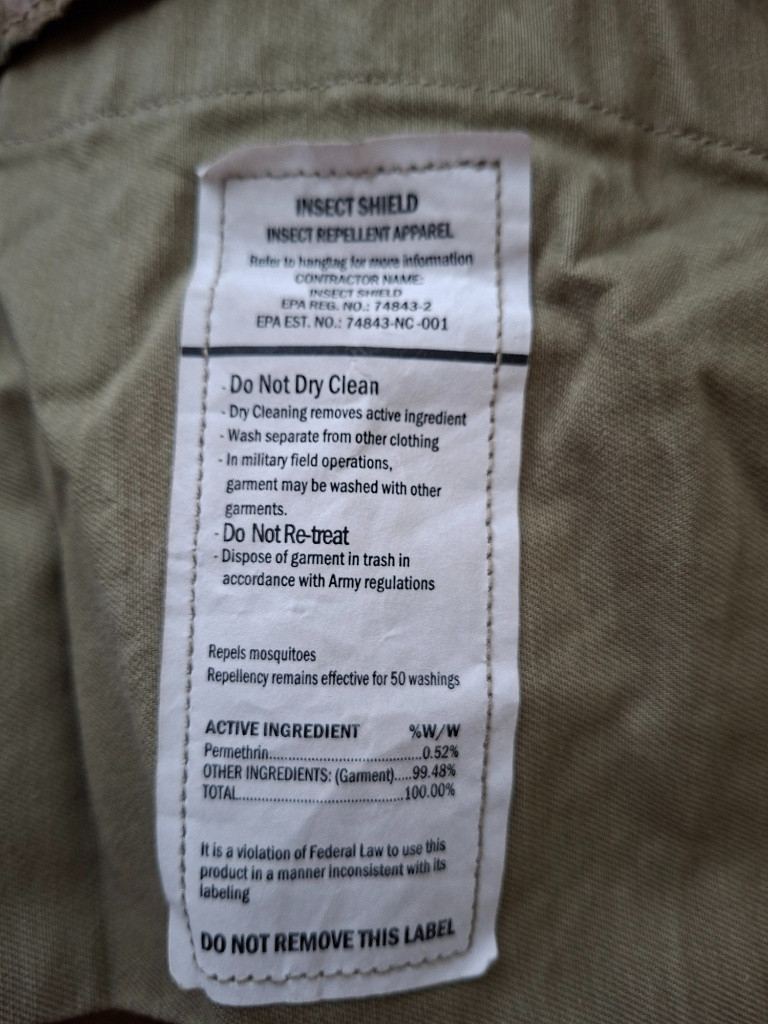 INSECT SHIELD
INSECT REPELLENT APPAREL
Refer to hangtag for more information
CONTRACTOR NAME:
INSECT SHIELD
EPA REG. NO.: 74843-2
EPA EST. NO.: 74843-NC-001
- Do Not Dry Clean
- Dry Cleaning removes active ingredient
- Wash separate from other clothing
- In military field operations,
garment may be washed with other
garments.
- Do Not Re-treat
- Dispose of garment in trash in
accordance with Army regulations
Repels mosquitoes
Repellency remains effective for 50 washings
ACTIVE INGREDIENT %W/W
Permethrin.......................................0.52%
OTHER INGREDIENTS: (Garment).....99.48%
TOTAL..........................................100.00%
It is a violation of Federal Law to use this
product in a manner inconsistent with its
labeling
DO NOT REMOVE THIS LABEL